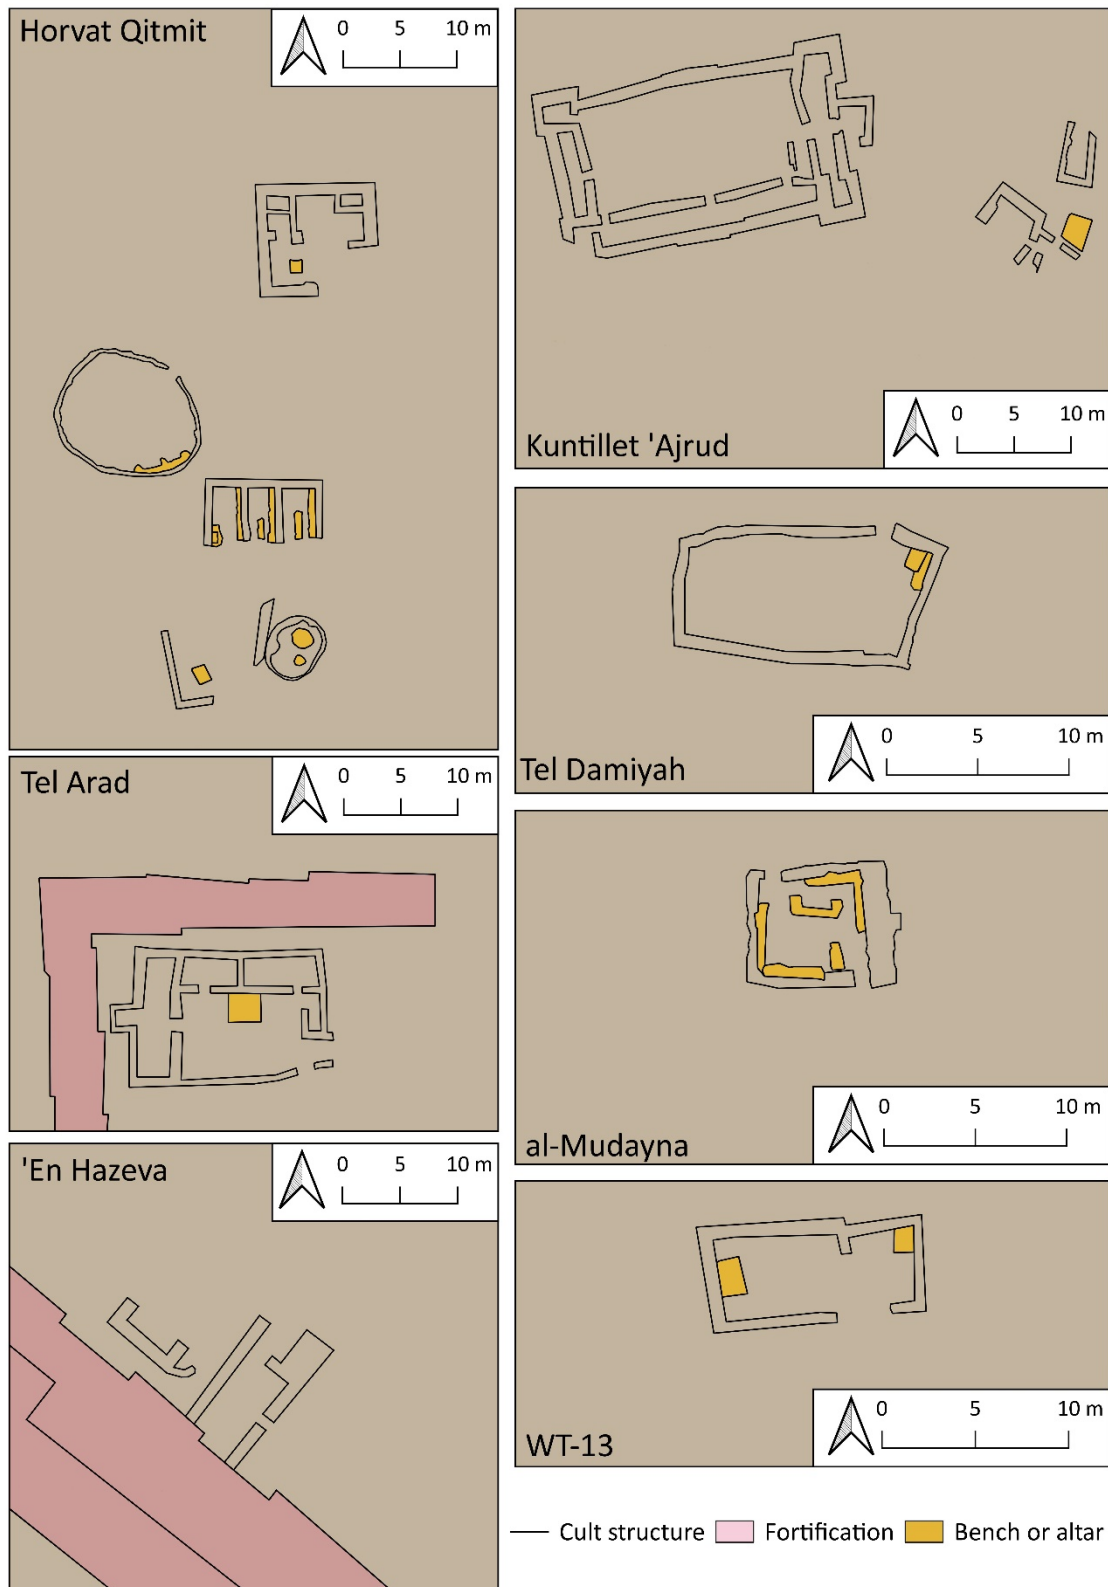 Horvat Qitmit
0 5 10 m
Kuntillet 'Ajrud
0 5 10 m
Tel Arad
0 5 10 m
Tel Damiyah
0 5 10 m
'En Hazeva
0 5 10 m
al-Mudayna
0 5 10 m
WT-13
0 5 10 m
Cult structure Fortification Bench or altar